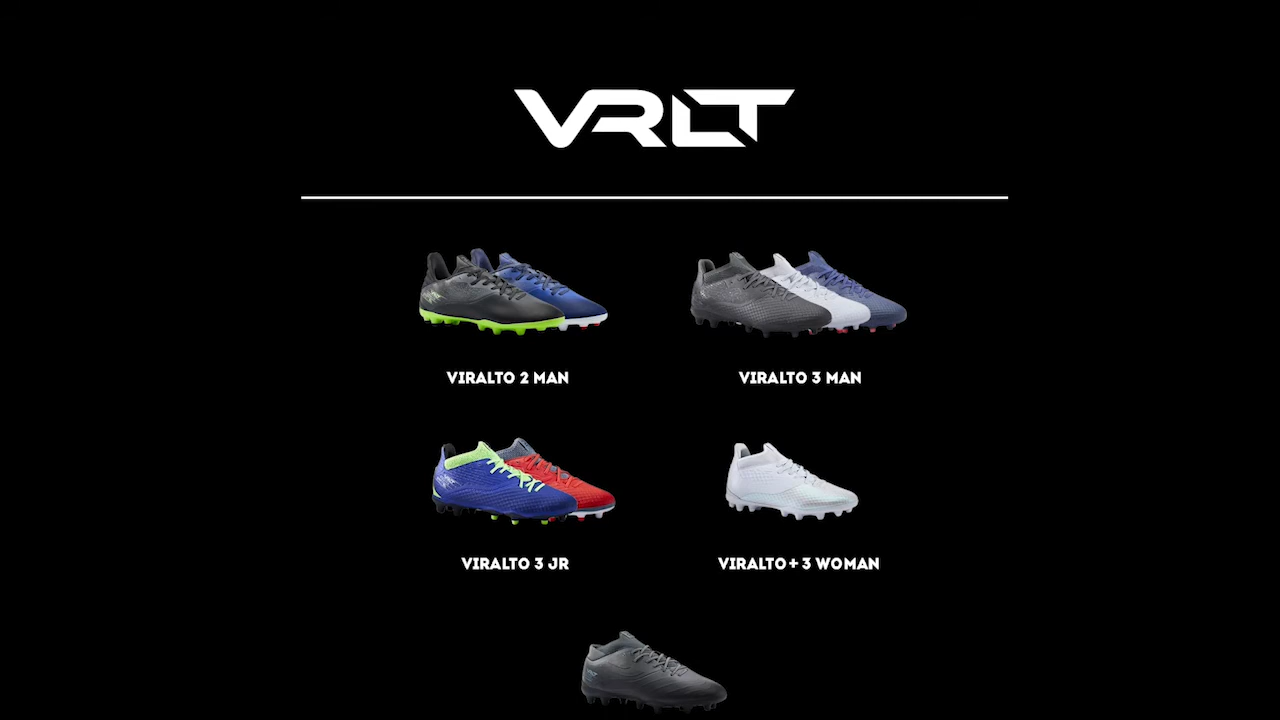 VRLT
VIRALTO 2 MAN
VIRALTO 3 MAN
VIRALTO 3 JR
VIRALTO+3 WOMAN